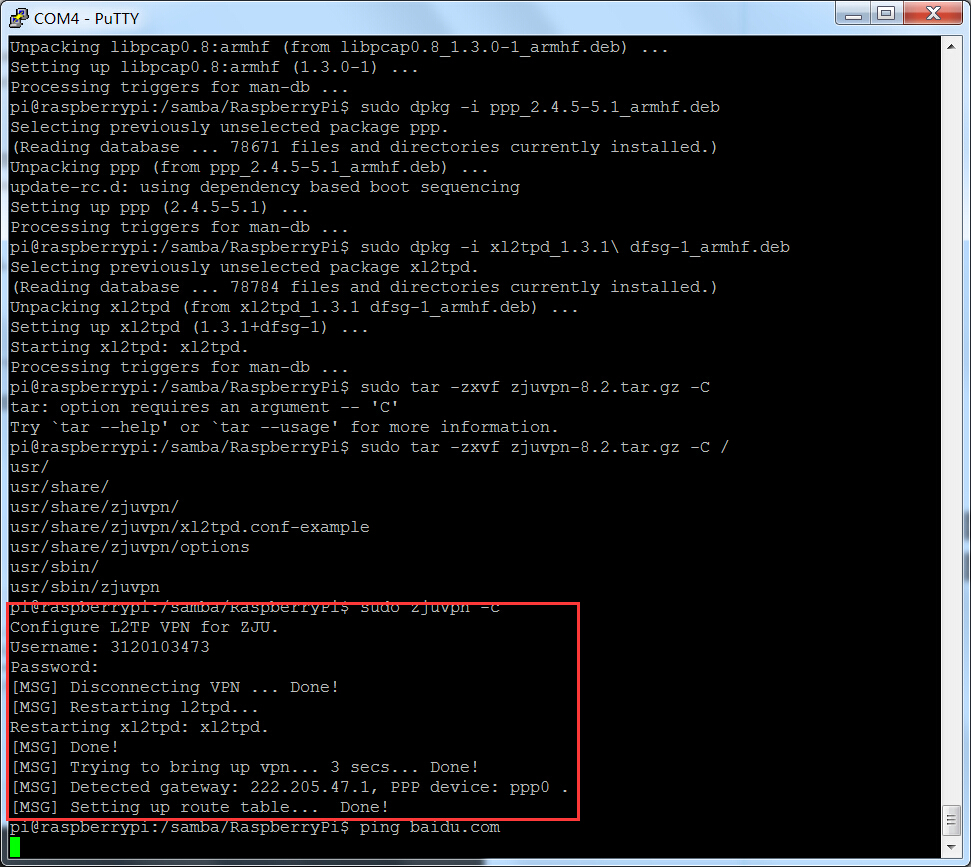 COM4 - PuTTY
Unpacking libpcap0.8:armhf (from libpcap0.8_1.3.0-1_armhf.deb) ...
Setting up libpcap0.8:armhf (1.3.0-1) ...
Processing triggers for man-db ...
pi@raspberrypi:/samba/RaspberryPi$ sudo dpkg -i ppp_2.4.5-5.1_armhf.deb
Selecting previously unselected package ppp.
(Reading database ... 78671 files and directories currently installed.)
Unpacking ppp (from ppp_2.4.5-5.1_armhf.deb) ...
update-rc.d: using dependency based boot sequencing
Setting up ppp (2.4.5-5.1) ...
Processing triggers for man-db ...
pi@raspberrypi:/samba/RaspberryPi$ sudo dpkg -i xl2tpd_1.3.1\ dfsg-1_armhf.deb
Selecting previously unselected package xl2tpd.
(Reading database ... 78784 files and directories currently installed.)
Unpacking xl2tpd (from xl2tpd_1.3.1 dfsg-1_armhf.deb) ...
Setting up xl2tpd (1.3.1+dfsg-1) ...
Starting xl2tpd: xl2tpd.
Processing triggers for man-db ...
pi@raspberrypi:/samba/RaspberryPi$ sudo tar -zxvf zjuvpn-8.2.tar.gz -C
tar: option requires an argument -- 'C'
Try `tar --help' or `tar --usage' for more information.
pi@raspberrypi:/samba/RaspberryPi$ sudo tar -zxvf zjuvpn-8.2.tar.gz -C /
usr/
usr/share/
usr/share/zjuvpn/
usr/share/zjuvpn/xl2tpd.conf-example
usr/share/zjuvpn/options
usr/sbin/
usr/sbin/zjuvpn
pi@raspberrypi:/samba/RaspberryPi$ sudo zjuvpn -c
Configure L2TP VPN for ZJU.
Username: 3120103473
Password:
[MSG] Disconnecting VPN ... Done!
[MSG] Restarting l2tpd...
Restarting xl2tpd: xl2tpd.
[MSG] Done!
[MSG] Trying to bring up vpn... 3 secs... Done!
[MSG] Detected gateway: 222.205.47.1, PPP device: ppp0 .
[MSG] Setting up route table...  Done!
pi@raspberrypi:/samba/RaspberryPi$ ping baidu.com